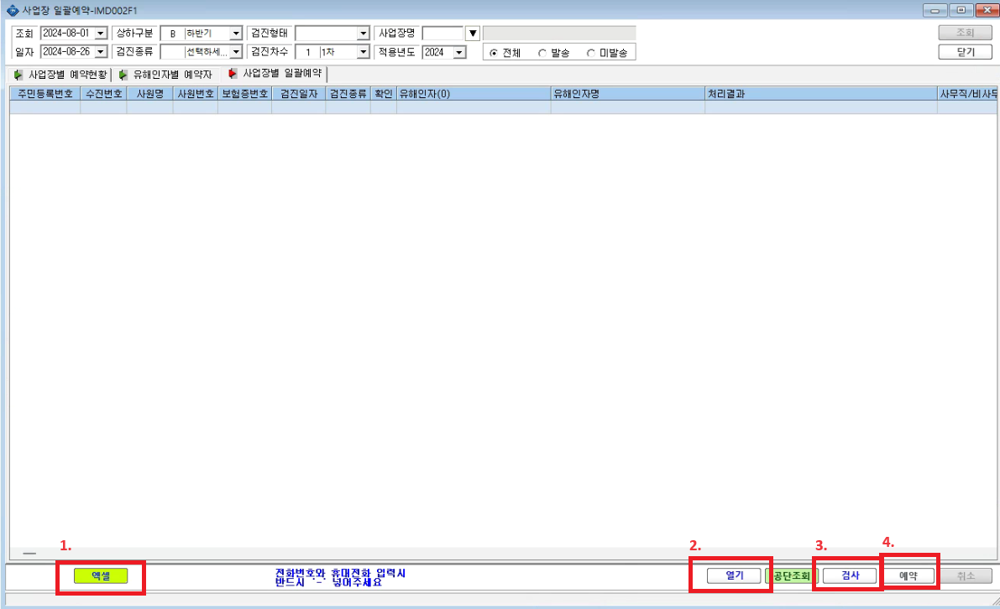 사업장 일괄예약-IMD002F1
조회 2024-08-01 상하구분 B 하반기 검진형태 사업장명 조회
일자 2024-08-26 검진종류 선택하세... 검진차수 1 1차 적용년도 2024 전체 발송 미발송 닫기
사업장별 예약현황 유해인자별 예약자 사업장별 일괄예약
주민등록번호 수진번호 사원명 사원번호 보험증번호 검진일자 검진종류 확인 유해인자(0) 유해인자명 처리결과 사무직/비사무
1. 2. 3. 4.
엑셀 전화번호와 휴대전화 입력시 열기 공단조회 검사 예약 취소
반드시 '-' 넣어주세요